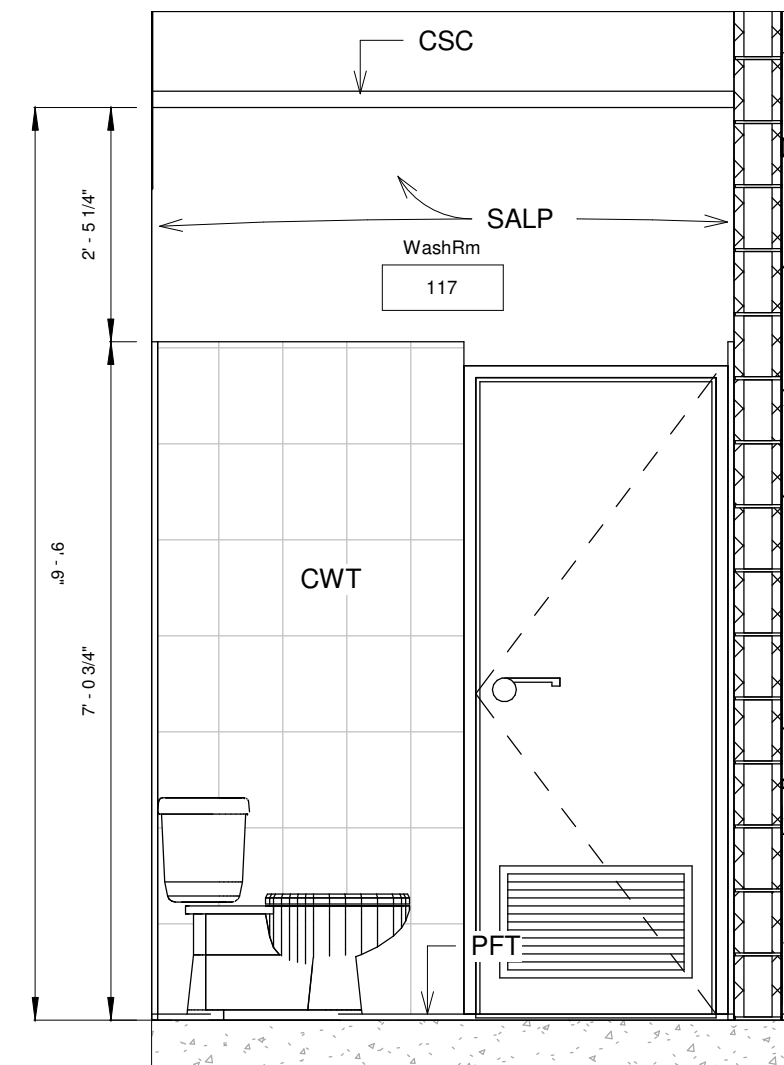 CSC
2' - 5 1/4"
SALP
WashRm
117
9' - 6"
CWT
7' - 0 3/4"
PFT